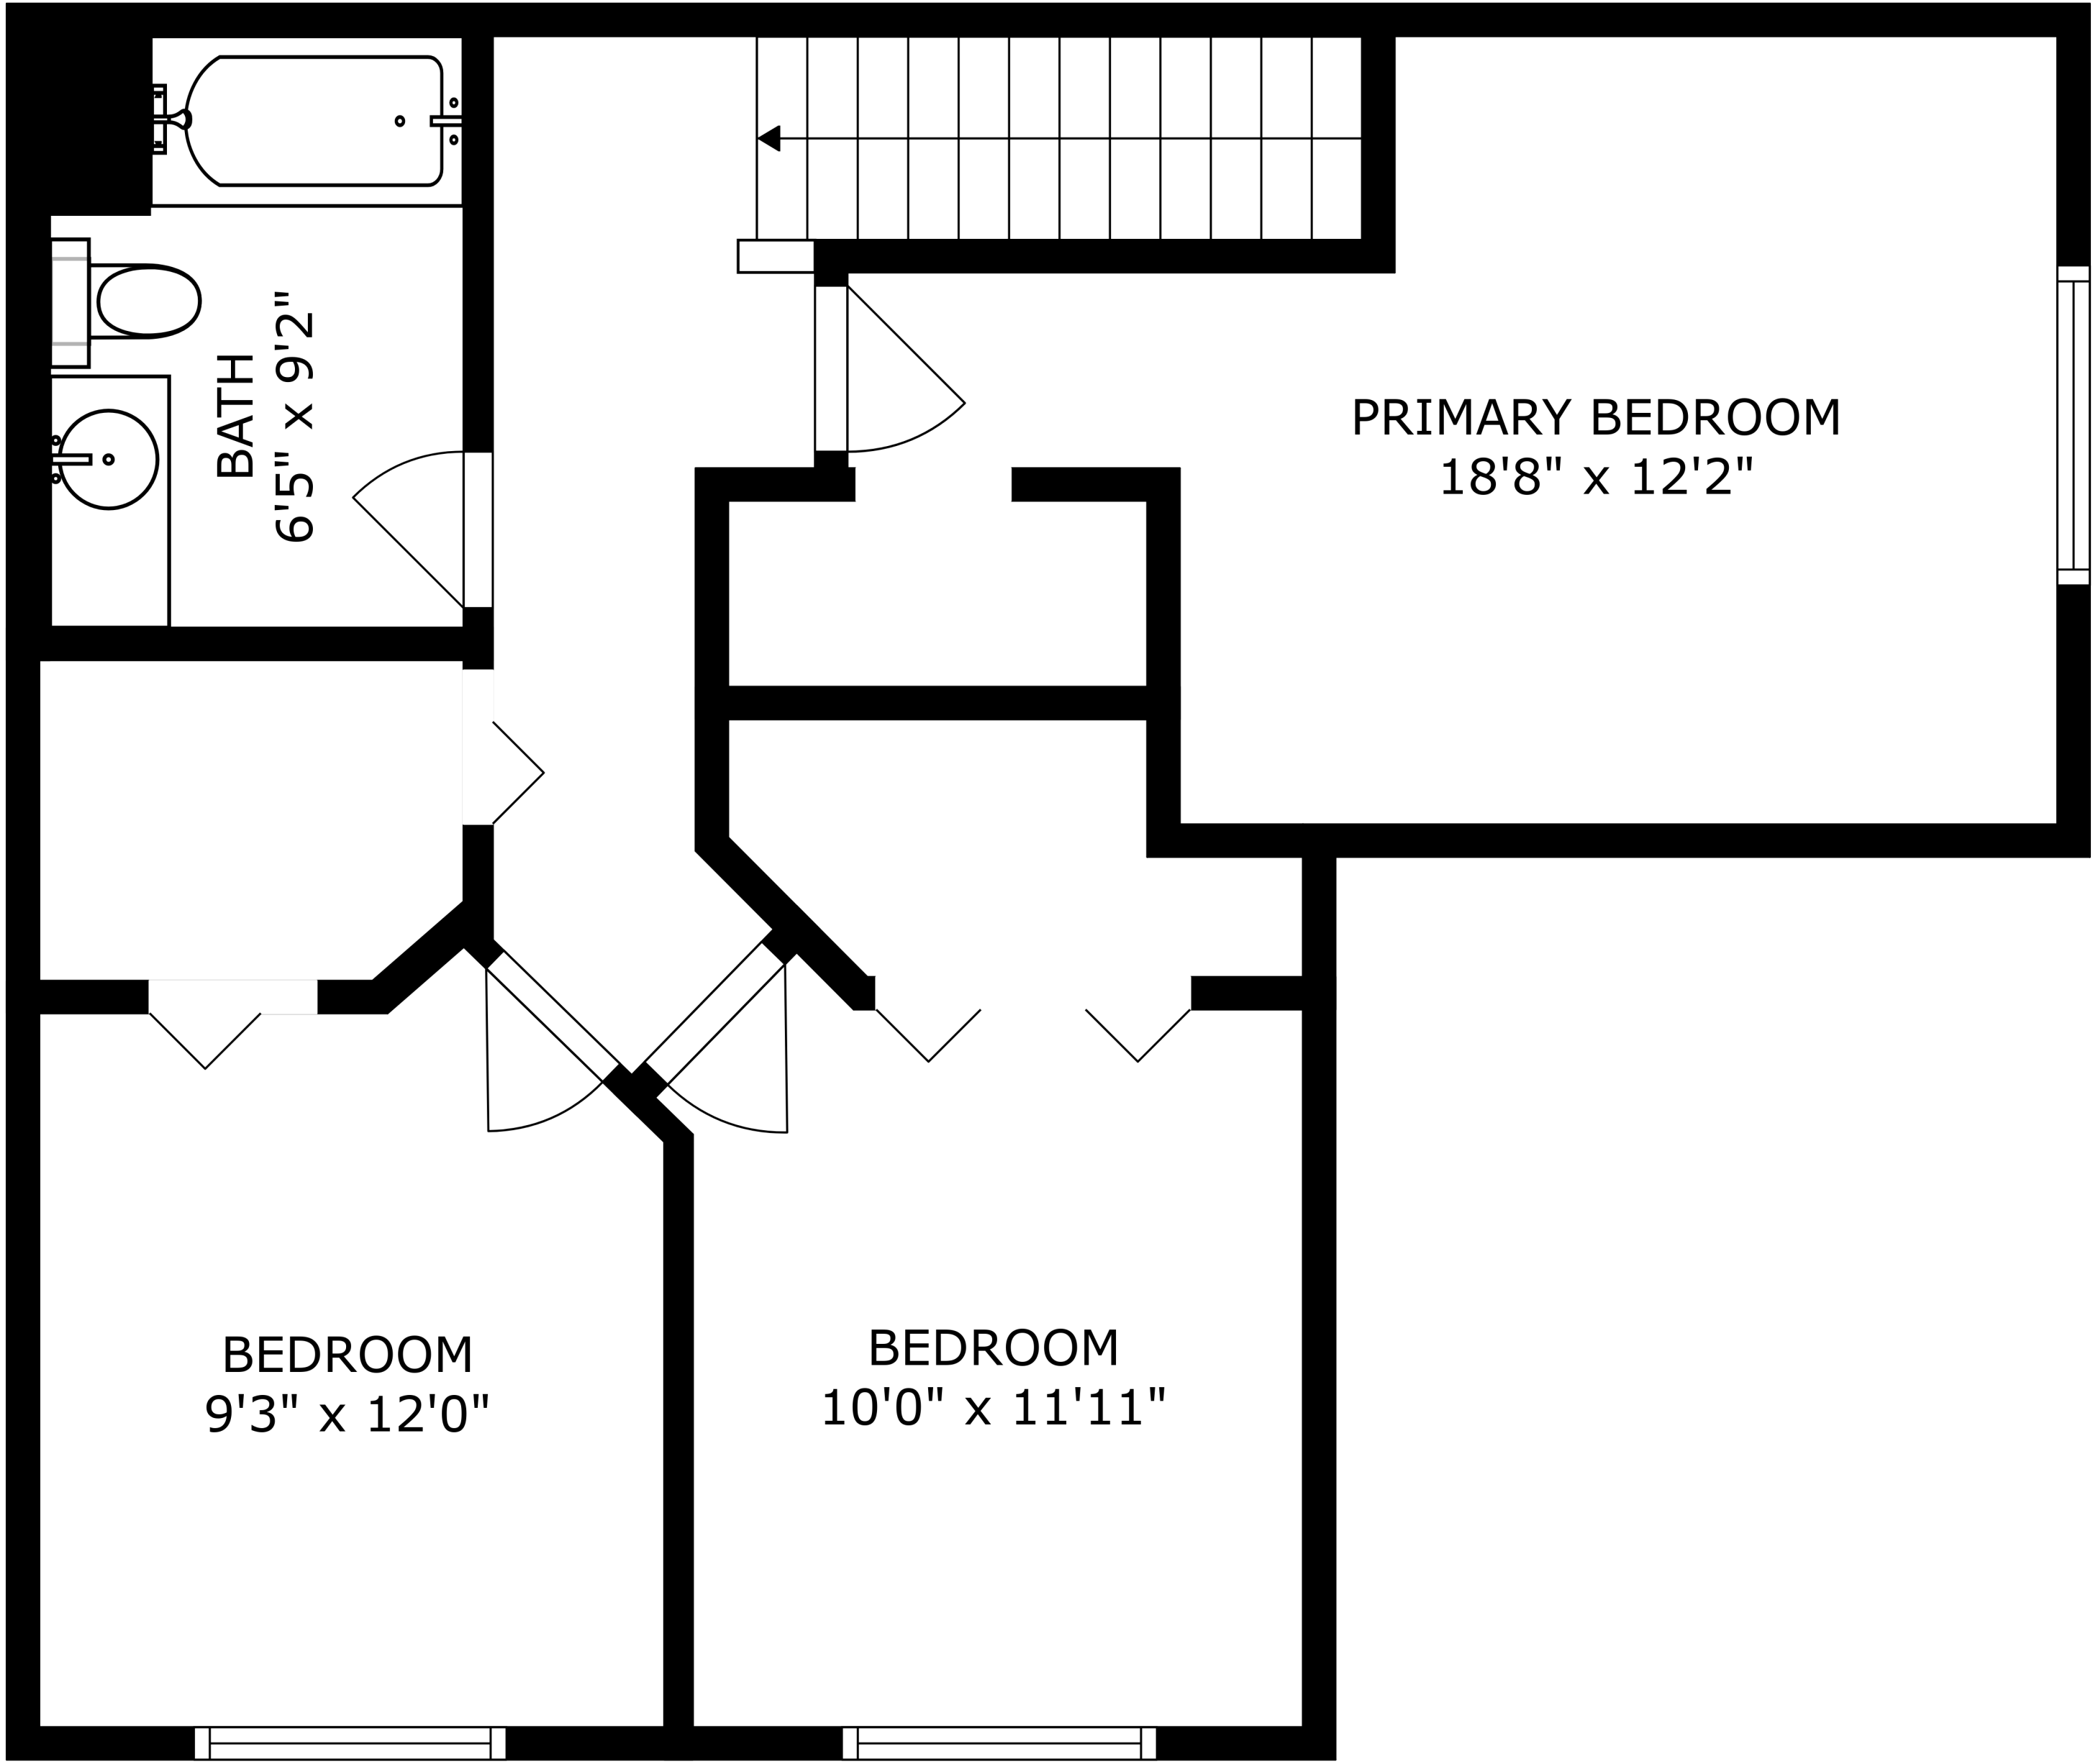 BATH
6'5" x 9'2"
PRIMARY BEDROOM
18'8" x 12'2"
BEDROOM
9'3" x 12'0"
BEDROOM
10'0" x 11'11"